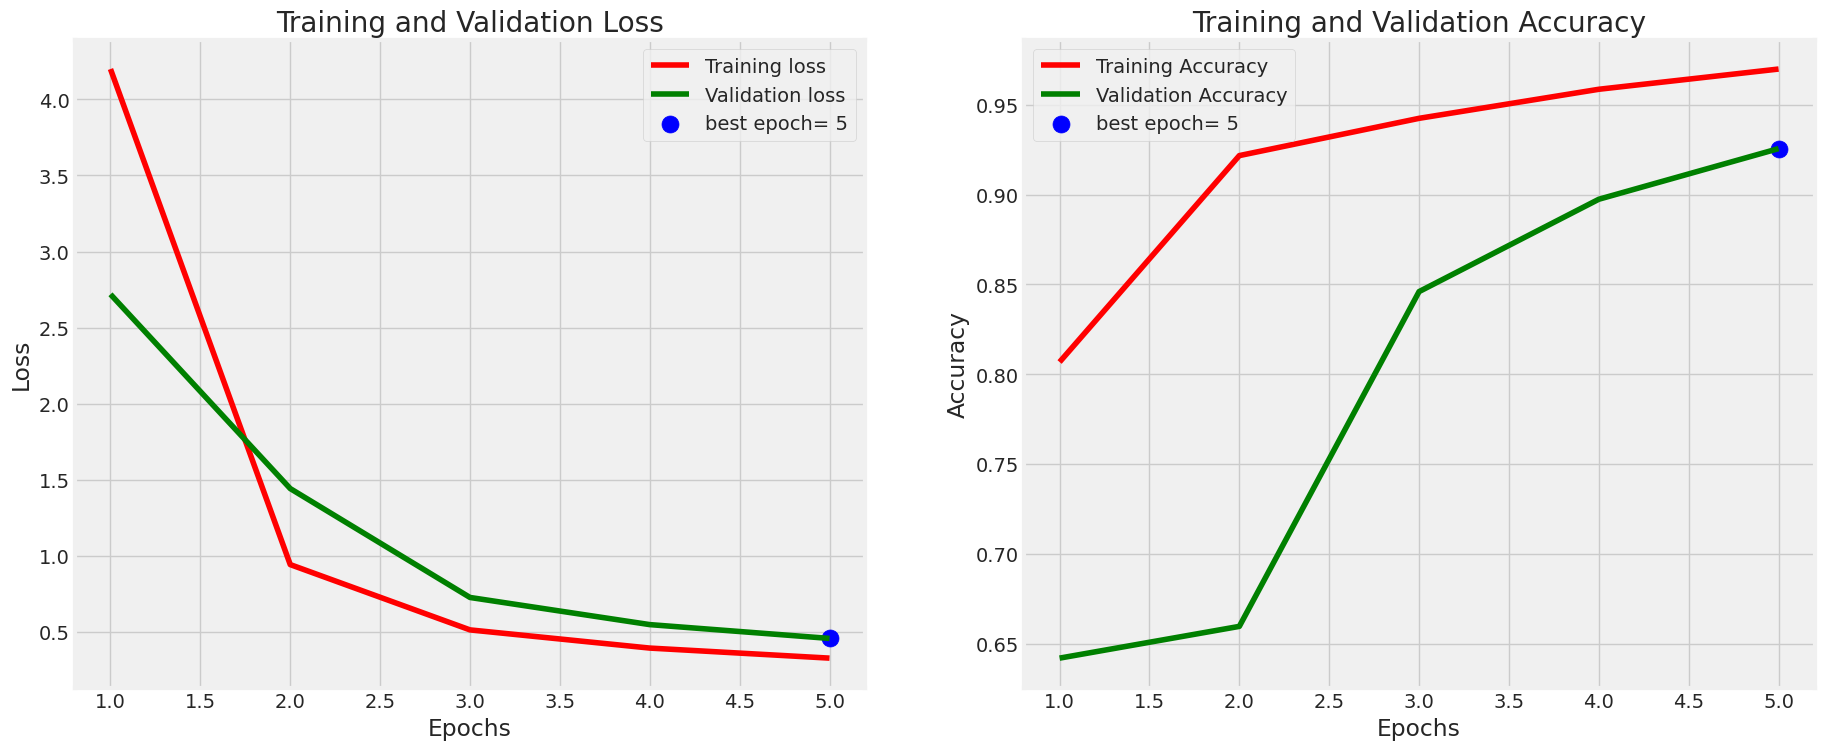 Training and Validation Loss
Training loss
Validation loss
best epoch= 5
4.0
3.5
3.0
2.5
2.0
1.5
1.0
0.5
Loss
1.0 1.5 2.0 2.5 3.0 3.5 4.0 4.5 5.0
Epochs
Training and Validation Accuracy
Training Accuracy
Validation Accuracy
best epoch= 5
0.95
0.90
0.85
0.80
0.75
0.70
0.65
Accuracy
1.0 1.5 2.0 2.5 3.0 3.5 4.0 4.5 5.0
Epochs